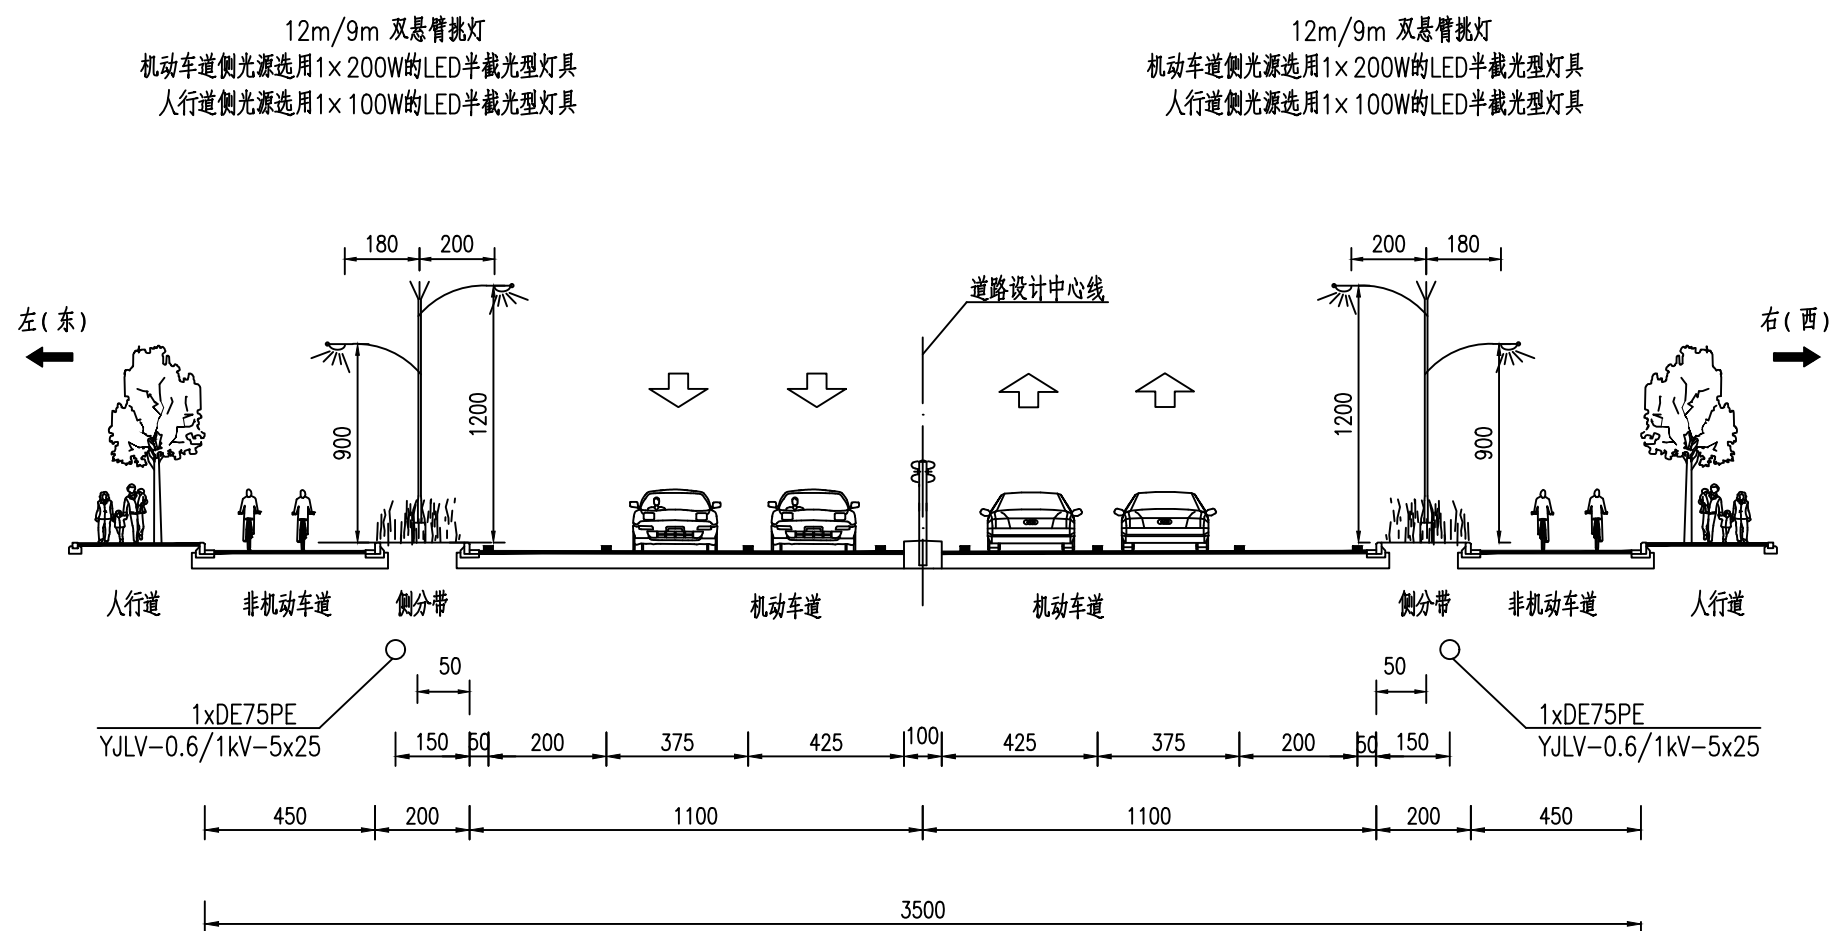 12m/9m 双悬臂挑灯
机动车道侧光源选用1×200W的LED半截光型灯具
人行道侧光源选用1×100W的LED半截光型灯具
12m/9m 双悬臂挑灯
机动车道侧光源选用1×200W的LED半截光型灯具
人行道侧光源选用1×100W的LED半截光型灯具
180 200
200 180
道路设计中心线
左(东)
右(西)
900
1200
1200
900
人行道 非机动车道 侧分带 机动车道 机动车道 侧分带 非机动车道 人行道
50
50
1xDE75PE
YJLV-0.6/1kV-5x25
1xDE75PE
YJLV-0.6/1kV-5x25
150 50 200 375 425 100 425 375 200 50 150
450 200 1100 1100 200 450
3500